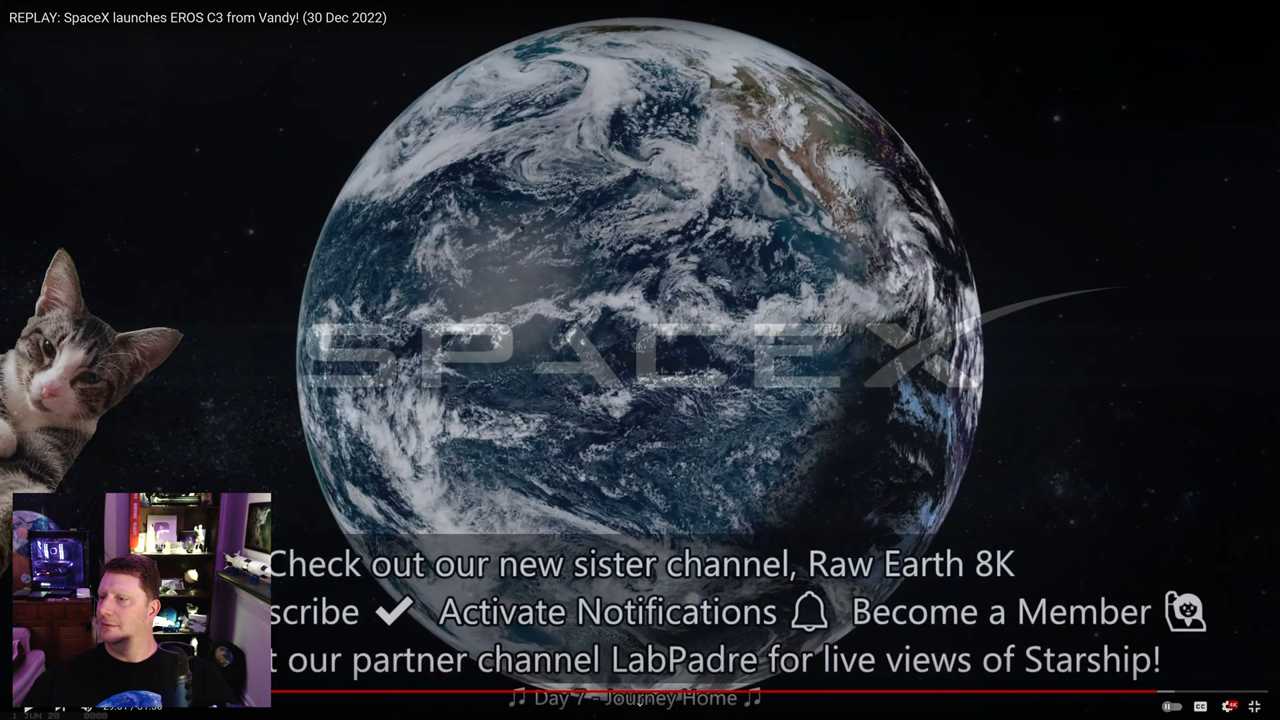 REPLAY: SpaceX launches EROS C3 from Vandy! (30 Dec 2022)
SPACEX
Check out our new sister channel, Raw Earth 8K
scribe ✔ Activate Notifications Become a Member
t our partner channel LabPadre for live views of Starship!
🎵 Day 7 - Journey Home 🎵
CC
4K